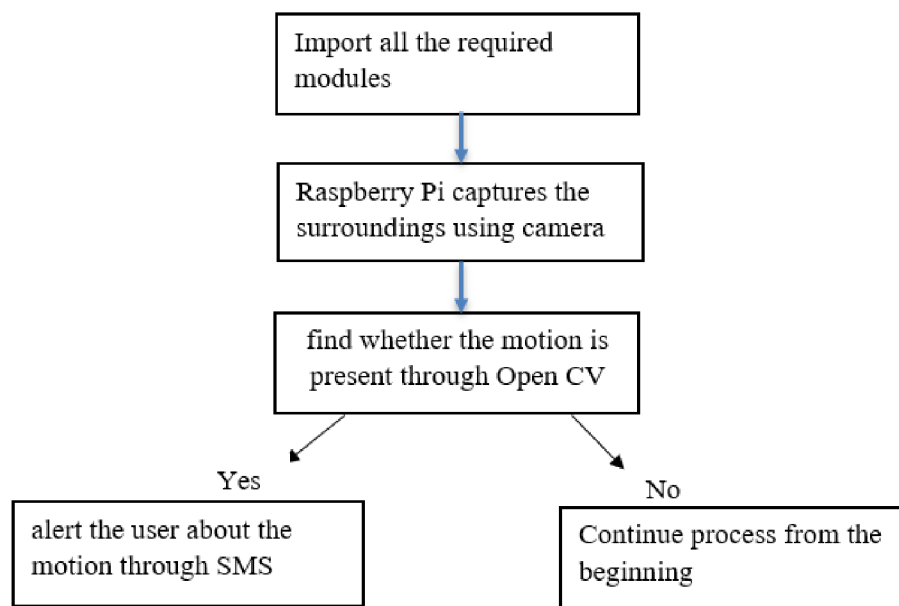 Import all the required
modules
Raspberry Pi captures the
surroundings using camera
find whether the motion is
present through Open CV
Yes
No
alert the user about the
motion through SMS
Continue process from the
beginning